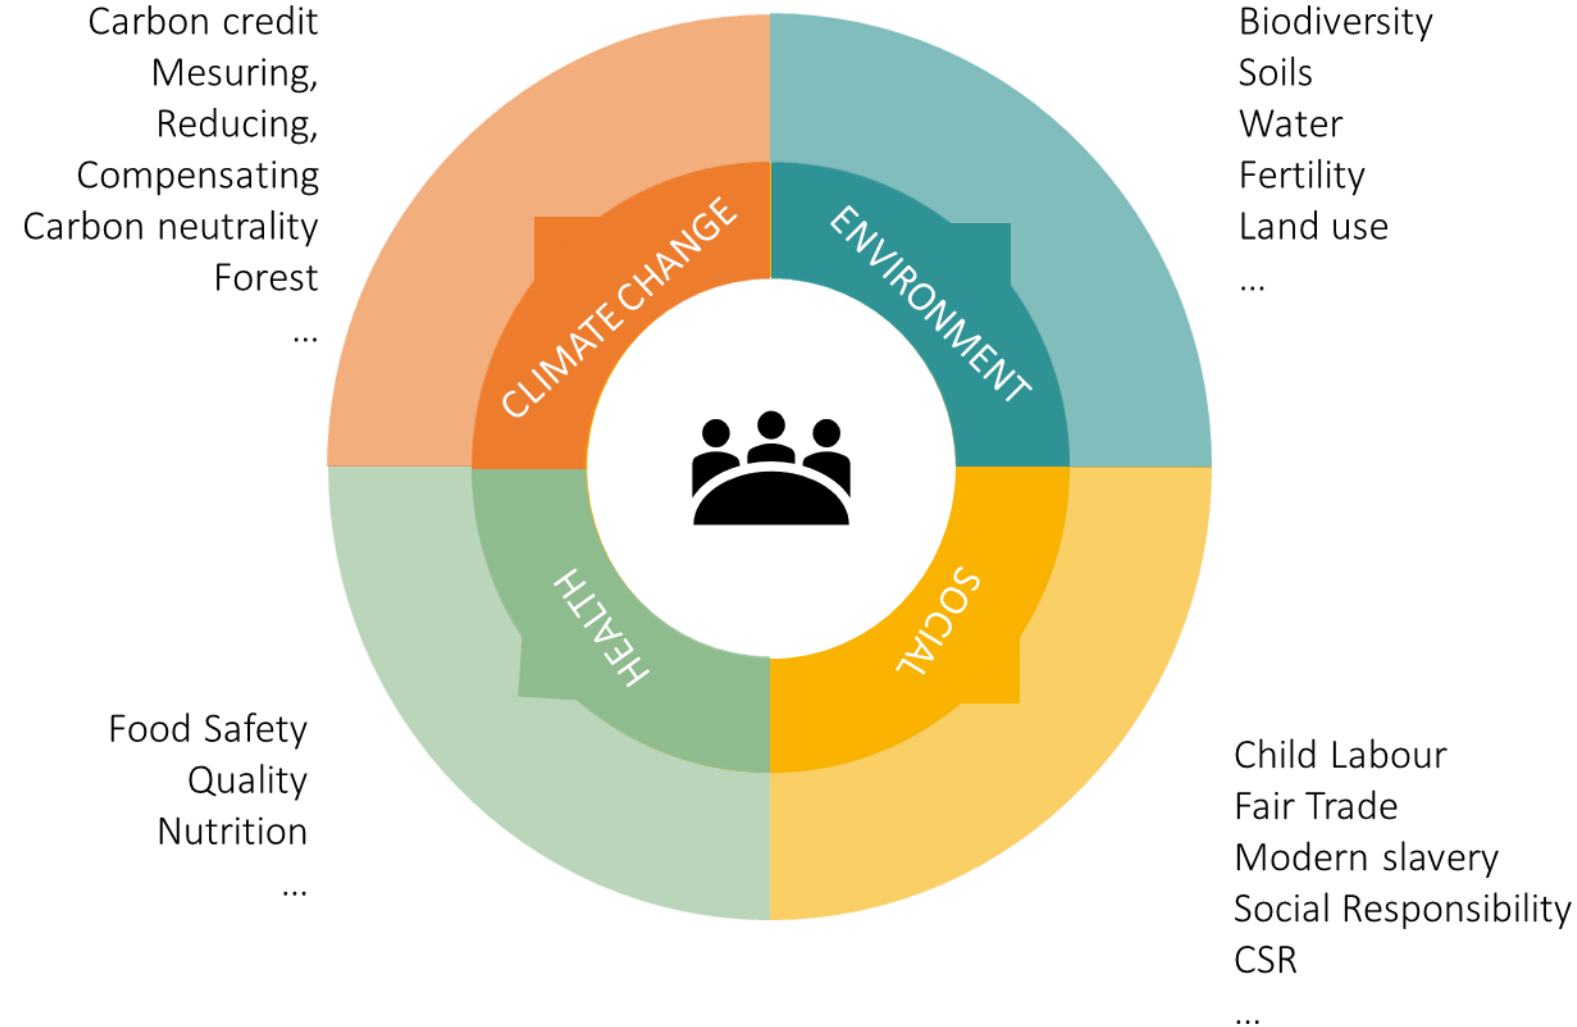 Carbon credit
Mesuring,
Reducing,
Compensating
Carbon neutrality
Forest
...
Biodiversity
Soils
Water
Fertility
Land use
...
CLIMATE CHANGE
ENVIRONMENT
HEALTH
SOCIAL
Food Safety
Quality
Nutrition
...
Child Labour
Fair Trade
Modern slavery
Social Responsibility
CSR
...